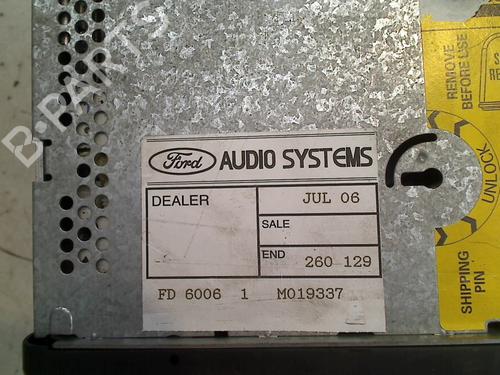 B-PARTS
Ford AUDIO SYSTEMS
DEALER
JUL 06
SALE
END 260 129
FD 6006 1 M019337
REMOVE
BEFORE USE
UNLOCK
SHIPPING
PIN